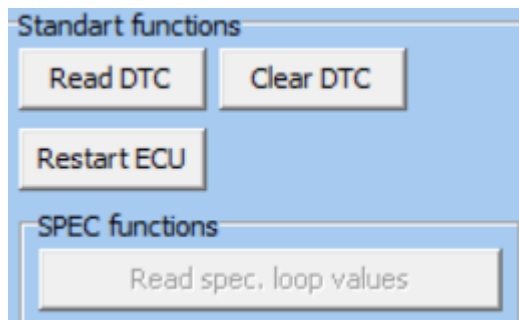 Standart functions
Read DTC Clear DTC
Restart ECU
SPEC functions
Read spec. loop values